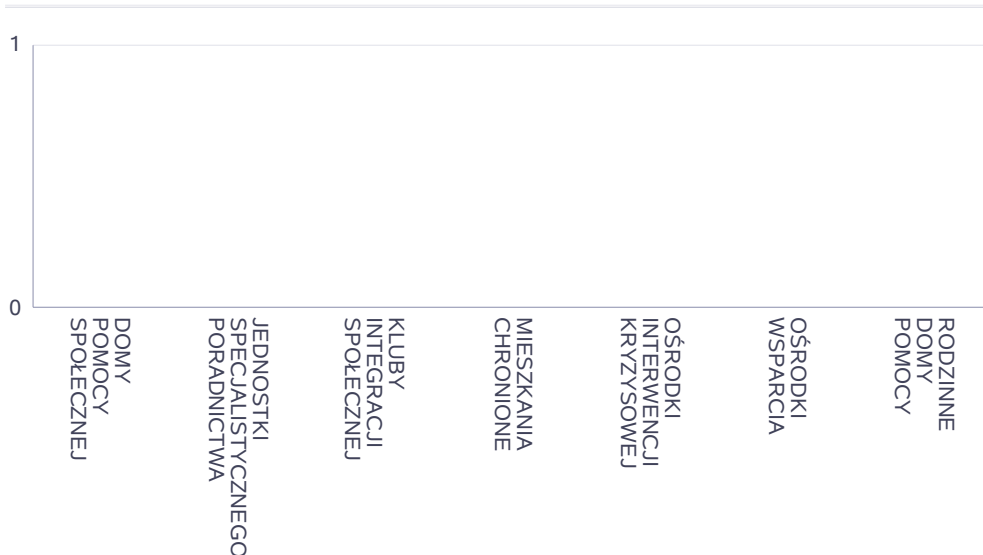 1
0
DOMY
POMOCY
SPOŁECZNEJ
JEDNOSTKI
SPECJALISTYCZNEGO
PORADNICTWA
KLUBY
INTEGRACJI
SPOŁECZNEJ
MIESZKANIA
CHRONIONE
OŚRODKI
INTERWENCJI
KRYZYSOWEJ
OŚRODKI
WSPARCIA
RODZINNE
DOMY
POMOCY